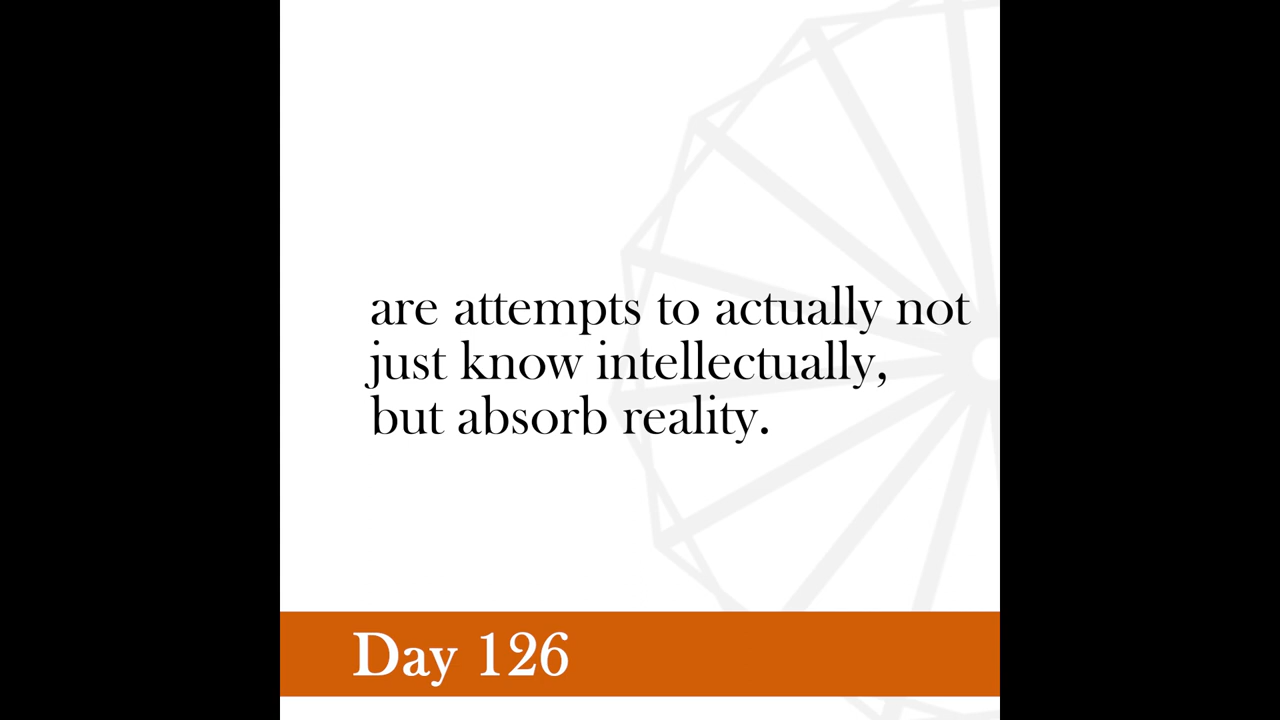 are attempts to actually not
just know intellectually,
but absorb reality.
Day 126